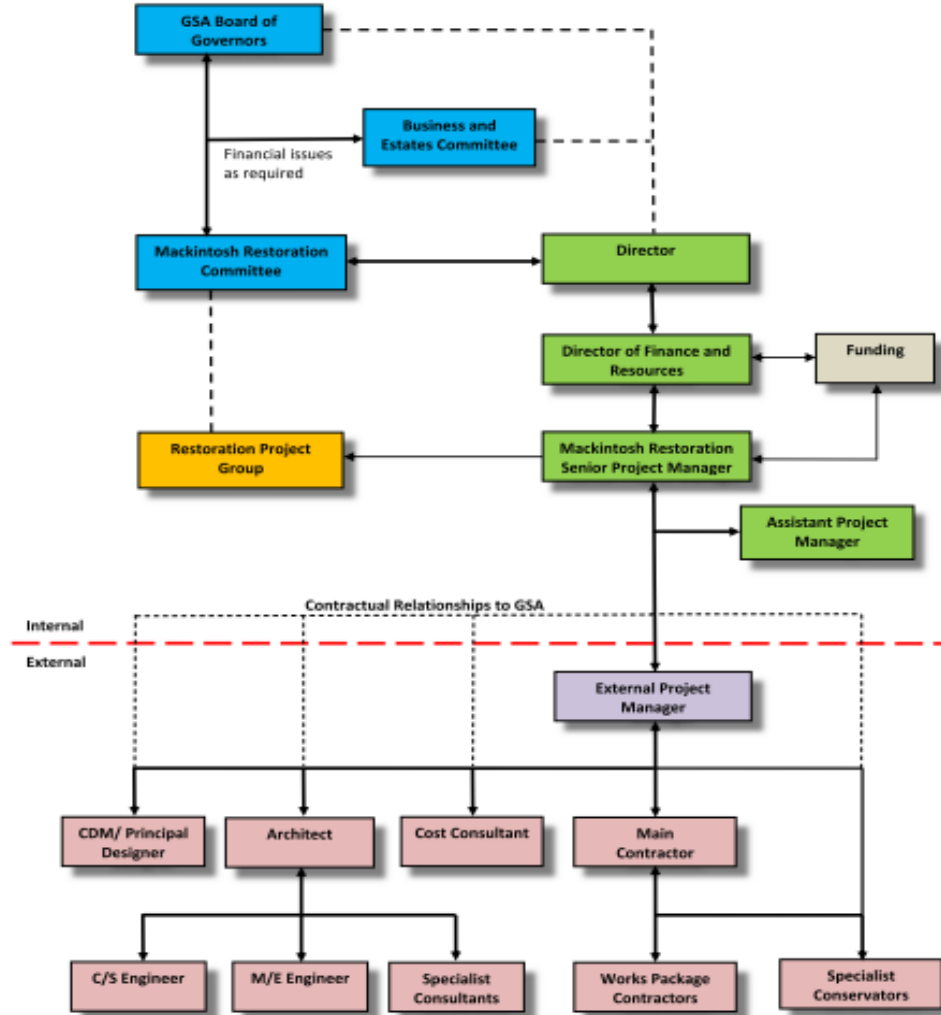 GSA Board of
Governors
Business and
Estates Committee
Financial issues
as required
Mackintosh Restoration
Committee
Director
Director of Finance and
Resources
Funding
Restoration Project
Group
Mackintosh Restoration
Senior Project Manager
Assistant Project
Manager
Contractual Relationships to GSA
Internal
External
External Project
Manager
CDM/ Principal
Designer
Architect
Cost Consultant
Main
Contractor
C/S Engineer
M/E Engineer
Specialist
Consultants
Works Package
Contractors
Specialist
Conservators